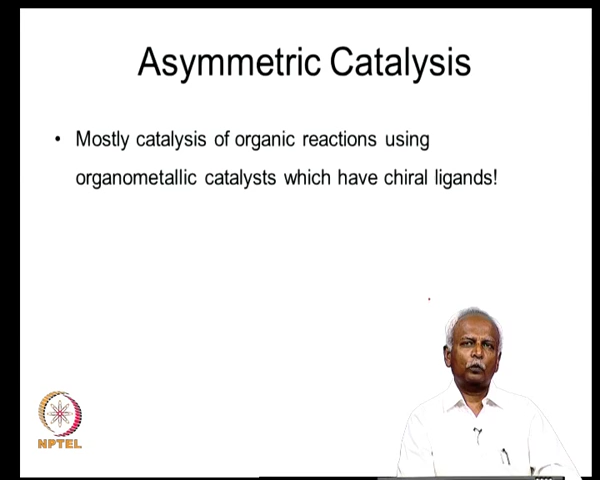 Asymmetric Catalysis
• Mostly catalysis of organic reactions using
organometallic catalysts which have chiral ligands!
NPTEL